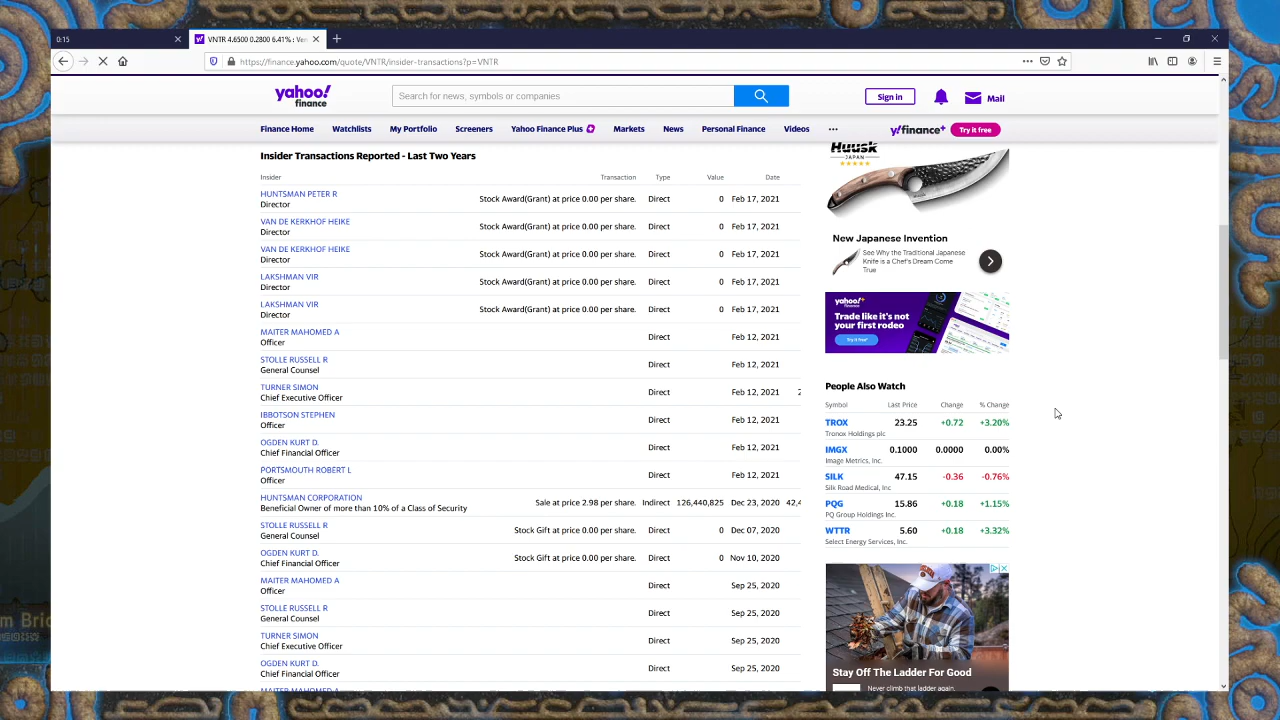 0:15
VNTR 4.6500 0.2800 6.41% : Ven
https://finance.yahoo.com/quote/VNTR/insider-transactions?p=VNTR
yahoo!
finance
Search for news, symbols or companies
Sign in
Mail
Finance Home Watchlists My Portfolio Screeners Yahoo Finance Plus Markets News Personal Finance Videos
y!finance+ Try it free
Insider Transactions Reported - Last Two Years
Insider Transaction Type Value Date
HUNTSMAN PETER R
Director Stock Award(Grant) at price 0.00 per share. Direct 0 Feb 17, 2021
VAN DE KERKHOF HEIKE
Director Stock Award(Grant) at price 0.00 per share. Direct 0 Feb 17, 2021
VAN DE KERKHOF HEIKE
Director Stock Award(Grant) at price 0.00 per share. Direct 0 Feb 17, 2021
LAKSHMAN VIR
Director Stock Award(Grant) at price 0.00 per share. Direct 0 Feb 17, 2021
LAKSHMAN VIR
Director Stock Award(Grant) at price 0.00 per share. Direct 0 Feb 17, 2021
MAITER MAHOMED A
Officer Direct Feb 12, 2021
STOLLE RUSSELL R
General Counsel Direct Feb 12, 2021
TURNER SIMON
Chief Executive Officer Direct Feb 12, 2021 2
IBBOTSON STEPHEN
Officer Direct Feb 12, 2021
OGDEN KURT D.
Chief Financial Officer Direct Feb 12, 2021
PORTSMOUTH ROBERT L
Officer Direct Feb 12, 2021
HUNTSMAN CORPORATION
Beneficial Owner of more than 10% of a Class of Security Sale at price 2.98 per share. Indirect 126,440,825 Dec 23, 2020 42,4
STOLLE RUSSELL R
General Counsel Stock Gift at price 0.00 per share. Direct 0 Dec 07, 2020
OGDEN KURT D.
Chief Financial Officer Stock Gift at price 0.00 per share. Direct 0 Nov 10, 2020
MAITER MAHOMED A
Officer Direct Sep 25, 2020
STOLLE RUSSELL R
General Counsel Direct Sep 25, 2020
TURNER SIMON
Chief Executive Officer Direct Sep 25, 2020
OGDEN KURT D.
Chief Financial Officer Direct Sep 25, 2020
MAITER MAHOMED A
Huusk
JAPAN
New Japanese Invention
See Why the Traditional Japanese
Knife is a Chef's Dream Come
True
yahoo!+
finance
Trade like it's not
your first rodeo
Try it free*
People Also Watch
Symbol Last Price Change % Change
TROX 23.25 +0.72 +3.20%
Tronox Holdings plc
IMGX 0.1000 0.0000 0.00%
Image Metrics, Inc.
SILK 47.15 -0.36 -0.76%
Silk Road Medical, Inc
PQG 15.86 +0.18 +1.15%
PQ Group Holdings Inc.
WTTR 5.60 +0.18 +3.32%
Select Energy Services, Inc.
Stay Off The Ladder For Good
Never climb that ladder again.
m Bri